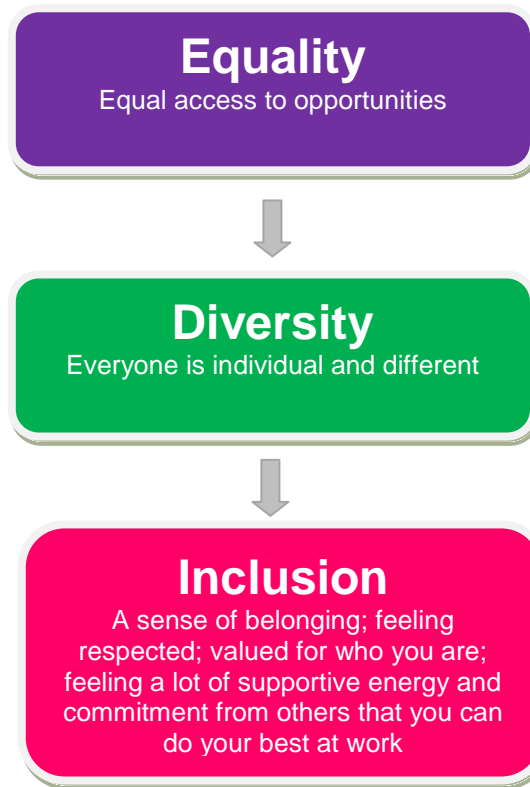 Equality
Equal access to opportunities
Diversity
Everyone is individual and different
Inclusion
A sense of belonging; feeling
respected; valued for who you are;
feeling a lot of supportive energy and
commitment from others that you can
do your best at work